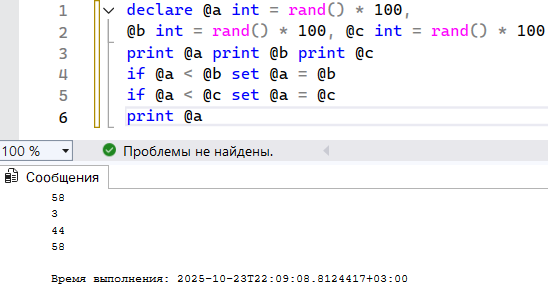 1 declare @a int = rand() * 100,
2 @b int = rand() * 100, @c int = rand() * 100
3 print @a print @b print @c
4 if @a < @b set @a = @b
5 if @a < @c set @a = @c
6 print @a
100 % Проблемы не найдены.
Сообщения
58
3
44
58
Время выполнения: 2025-10-23T22:09:08.8124417+03:00